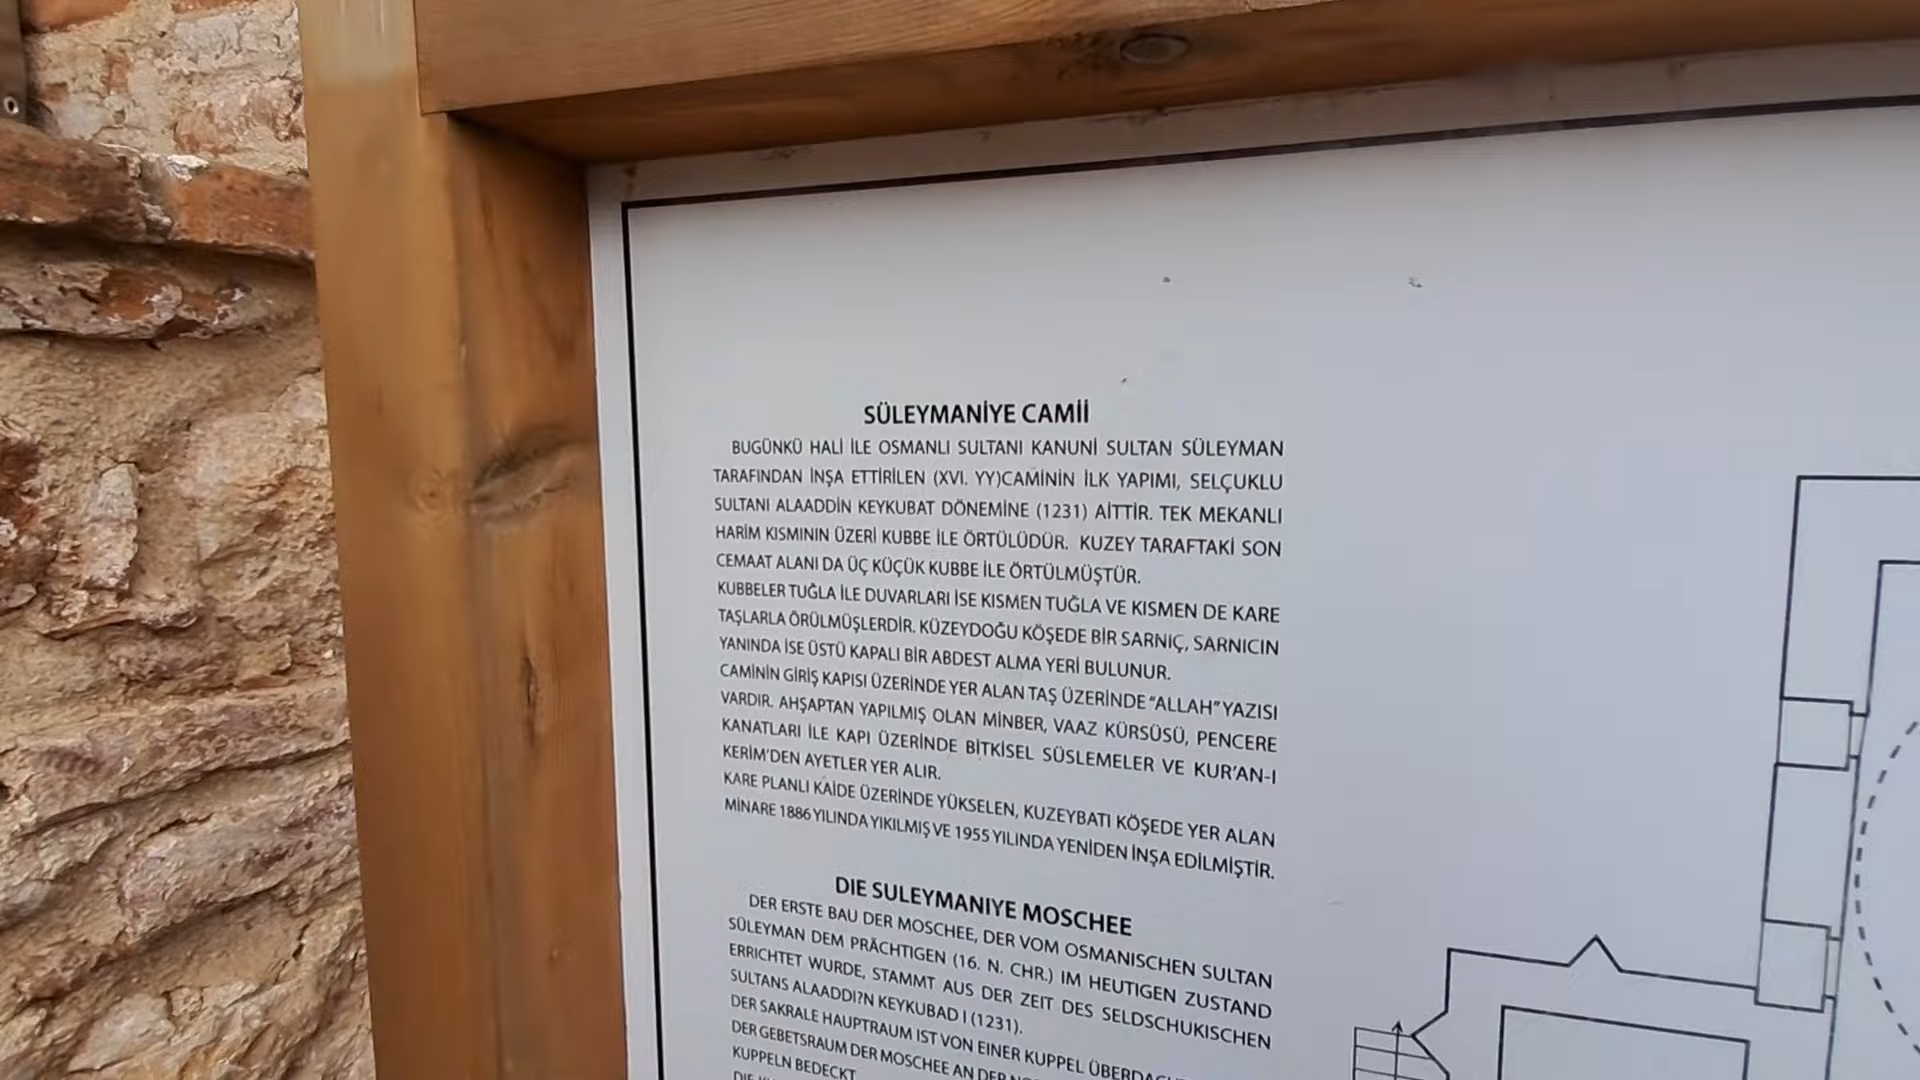 SÜLEYMANİYE CAMİİ
BUGÜNKÜ HALİ İLE OSMANLI SULTANI KANUNİ SULTAN SÜLEYMAN
TARAFINDAN İNŞA ETTİRİLEN (XVI. YY)CAMİNİN İLK YAPIMI, SELÇUKLU
SULTANI ALAADDİN KEYKUBAT DÖNEMİNE (1231) AİTTİR. TEK MEKANLI
HARİM KISMININ ÜZERİ KUBBE İLE ÖRTÜLÜDÜR. KUZEY TARAFTAKİ SON
CEMAAT ALANI DA ÜÇ KÜÇÜK KUBBE İLE ÖRTÜLMÜŞTÜR.
KUBBELER TUĞLA İLE DUVARLARI İSE KISMEN TUĞLA VE KISMEN DE KARE
TAŞLARLA ÖRÜLMÜŞLERDİR. KÜZEYDOĞU KÖŞEDE BİR SARNIÇ, SARNICIN
YANINDA İSE ÜSTÜ KAPALI BİR ABDEST ALMA YERİ BULUNUR.
CAMİNİN GİRİŞ KAPISI ÜZERİNDE YER ALAN TAŞ ÜZERİNDE “ALLAH” YAZISI
VARDIR. AHŞAPTAN YAPILMIŞ OLAN MİNBER, VAAZ KÜRSÜSÜ, PENCERE
KANATLARI İLE KAPI ÜZERİNDE BİTKİSEL SÜSLEMELER VE KUR’AN-I
KERİM’DEN AYETLER YER ALIR.
KARE PLANLI KAİDE ÜZERİNDE YÜKSELEN, KUZEYBATI KÖŞEDE YER ALAN
MİNARE 1886 YILINDA YIKILMIŞ VE 1955 YILINDA YENİDEN İNŞA EDİLMİŞTİR.
DIE SULEYMANIYE MOSCHEE
DER ERSTE BAU DER MOSCHEE, DER VOM OSMANISCHEN SULTAN
SÜLEYMAN DEM PRÄCHTIGEN (16. N. CHR.) IM HEUTIGEN ZUSTAND
ERRICHTET WURDE, STAMMT AUS DER ZEIT DES SELDSCHUKISCHEN
SULTANS ALAADDI?N KEYKUBAD I (1231).
DER SAKRALE HAUPTRAUM IST VON EINER KUPPEL
DER GEBETSRAUM DER MOSCHEE AN DER
KUPPELN BEDECKT